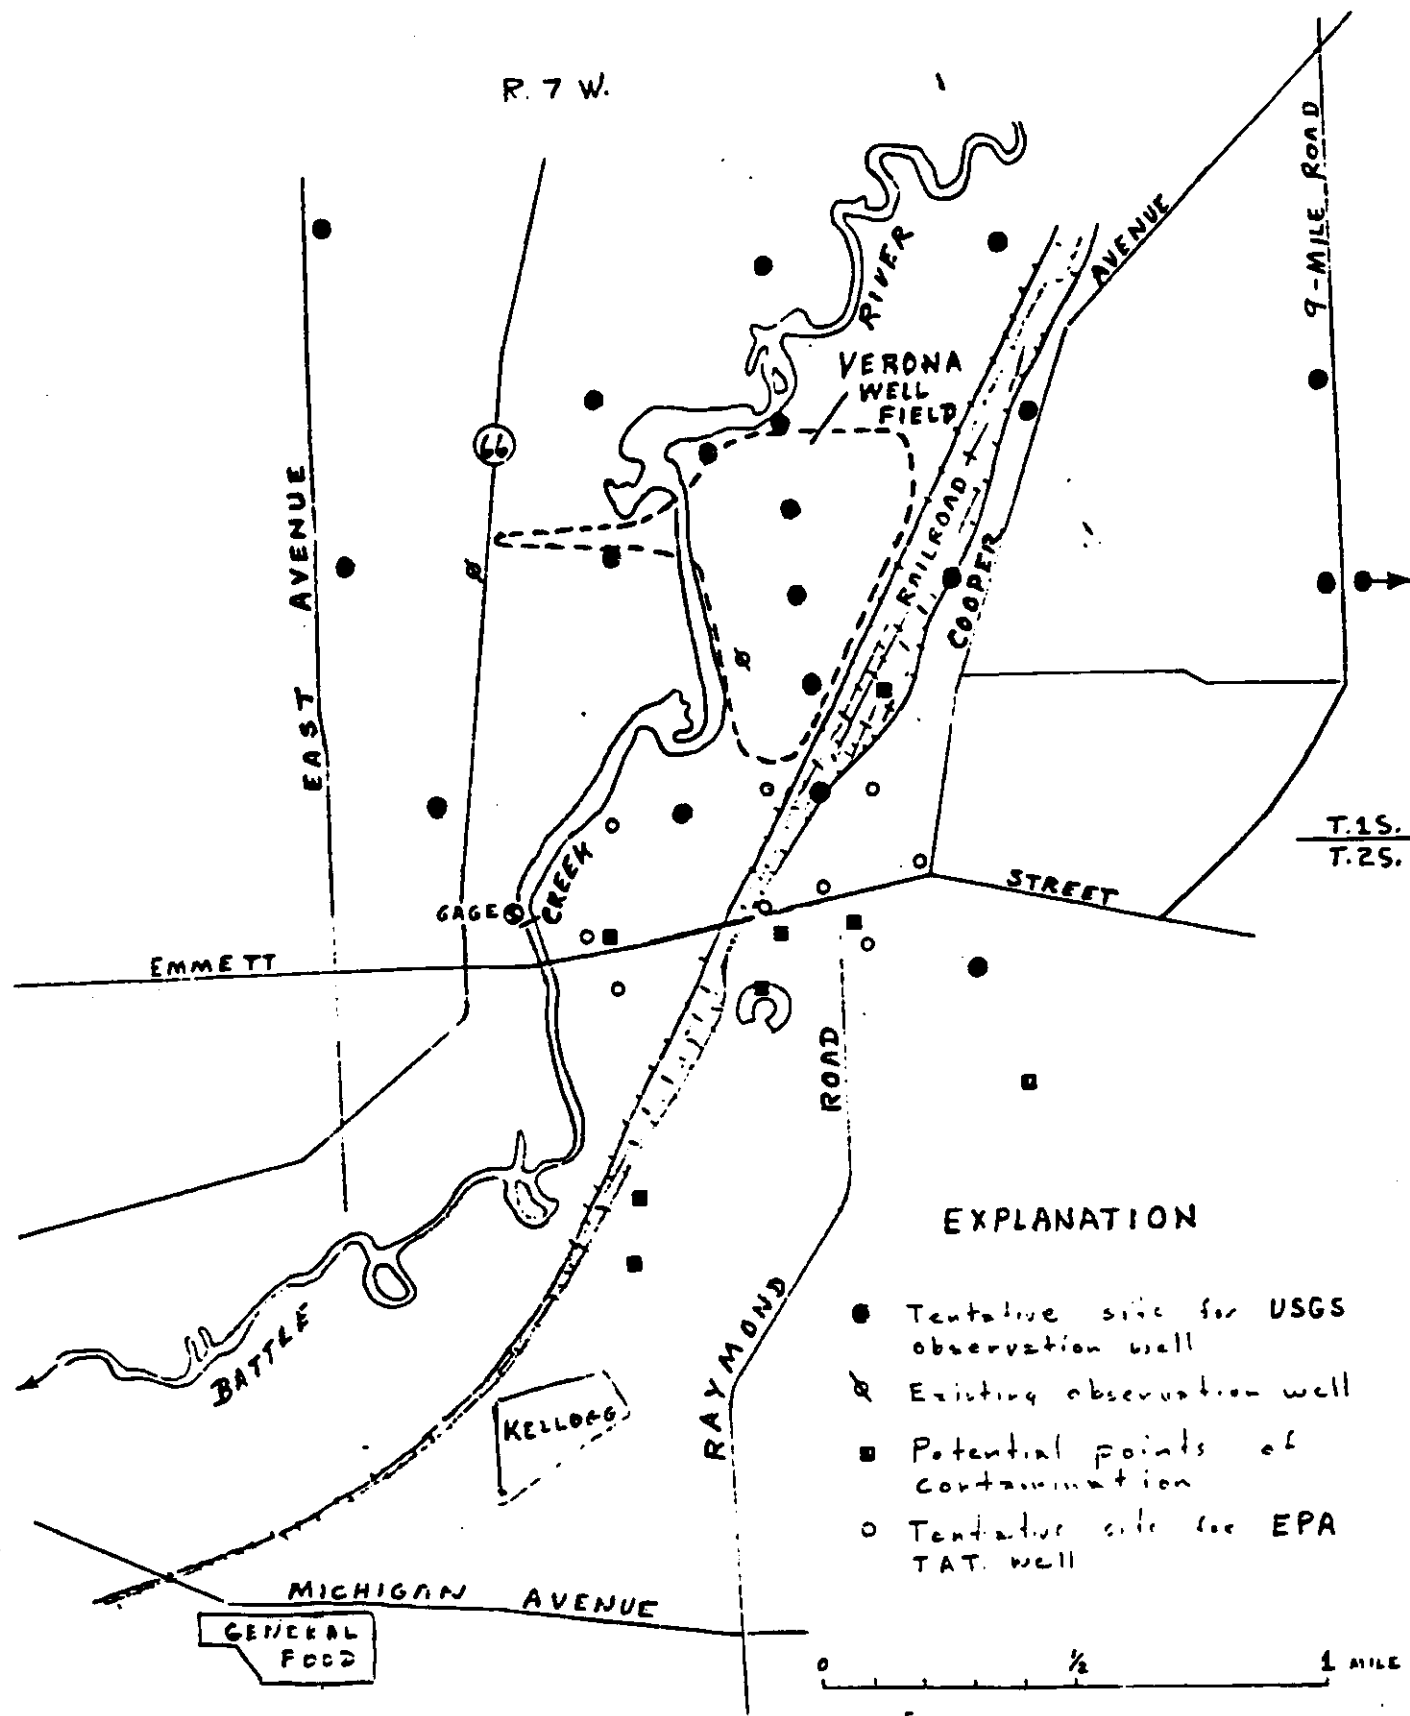 R. 7 W.
9-MILE ROAD
AVENUE
RIVER
VERONA
WELL
FIELD
66
EAST AVENUE
RAILROAD
COOPER
T.1S.
T.2S.
STREET
CREEK
GAGE
EMMETT
ROAD
EXPLANATION
Tentative site for USGS
observation well
Existing observation well
Potential points of
contamination
Tentative site for EPA
TAT. well
BATTLE
RAYMOND
KELLOGG
MICHIGAN AVENUE
GENERAL
FOOD
0 ½ 1 MILE